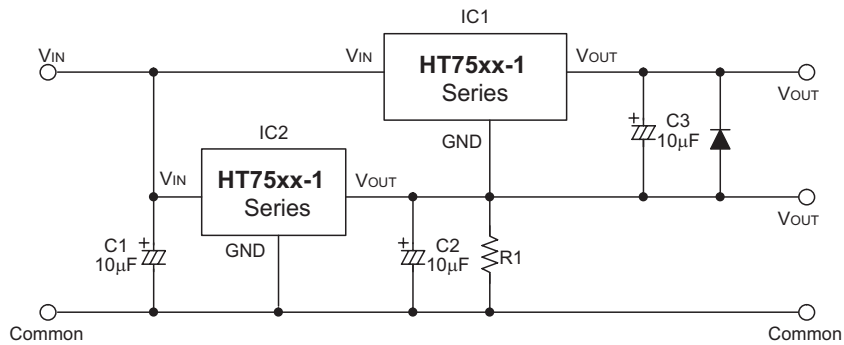 IC1
VIN
VIN
HT75xx-1
Series
VOUT
VOUT
GND
C3
10μF
IC2
VIN
HT75xx-1
Series
VOUT
VOUT
GND
C1
10μF
C2
10μF
R1
Common
Common
+
+
+